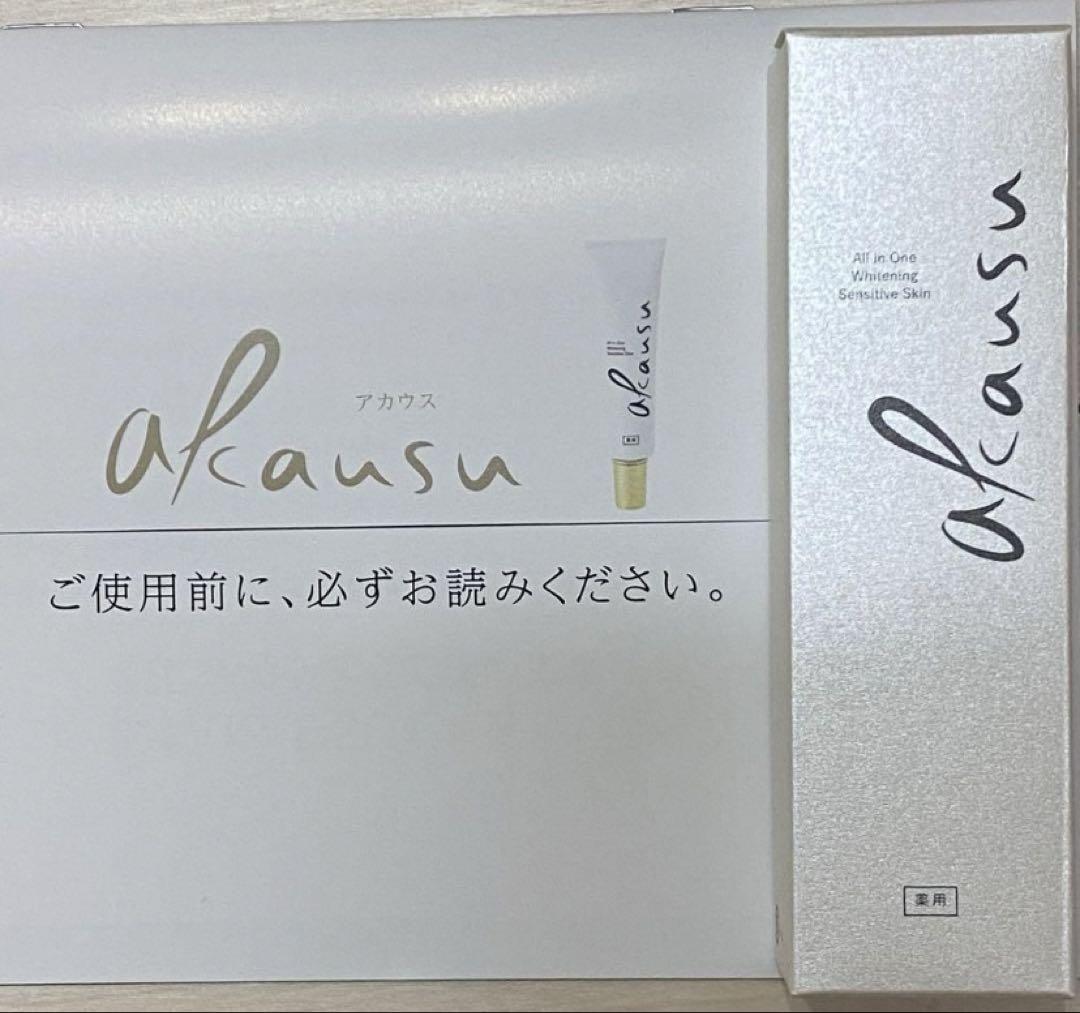 アカウス
akausu
akausu
薬用
ご使用前に、必ずお読みください。
All in One
Whitening
Sensitive Skin
akausu
薬用